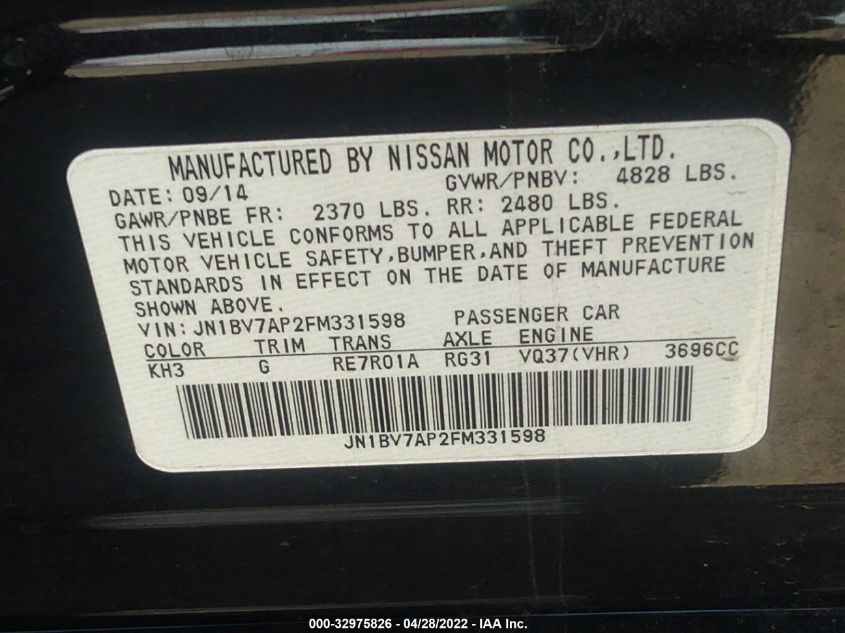 MANUFACTURED BY NISSAN MOTOR CO.,LTD.
DATE: 09/14 GVWR/PNBV: 4828 LBS.
GAWR/PNBE FR: 2370 LBS. RR: 2480 LBS.
THIS VEHICLE CONFORMS TO ALL APPLICABLE FEDERAL
MOTOR VEHICLE SAFETY,BUMPER,AND THEFT PREVENTION
STANDARDS IN EFFECT ON THE DATE OF MANUFACTURE
SHOWN ABOVE.
VIN: JN1BV7AP2FM331598 PASSENGER CAR
COLOR TRIM TRANS AXLE ENGINE
KH3 G RE7R01A RG31 VQ37(VHR) 3696CC
JN1BV7AP2FM331598
000-32975826 - 04/28/2022 - IAA Inc.